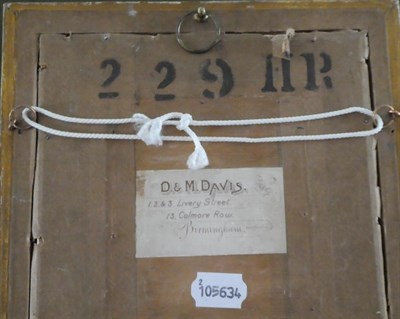 229 HR
D. & M. DAVIS.
1.2 & 3. Livery Street
13. Colmore Row.
Birmingham.
105634